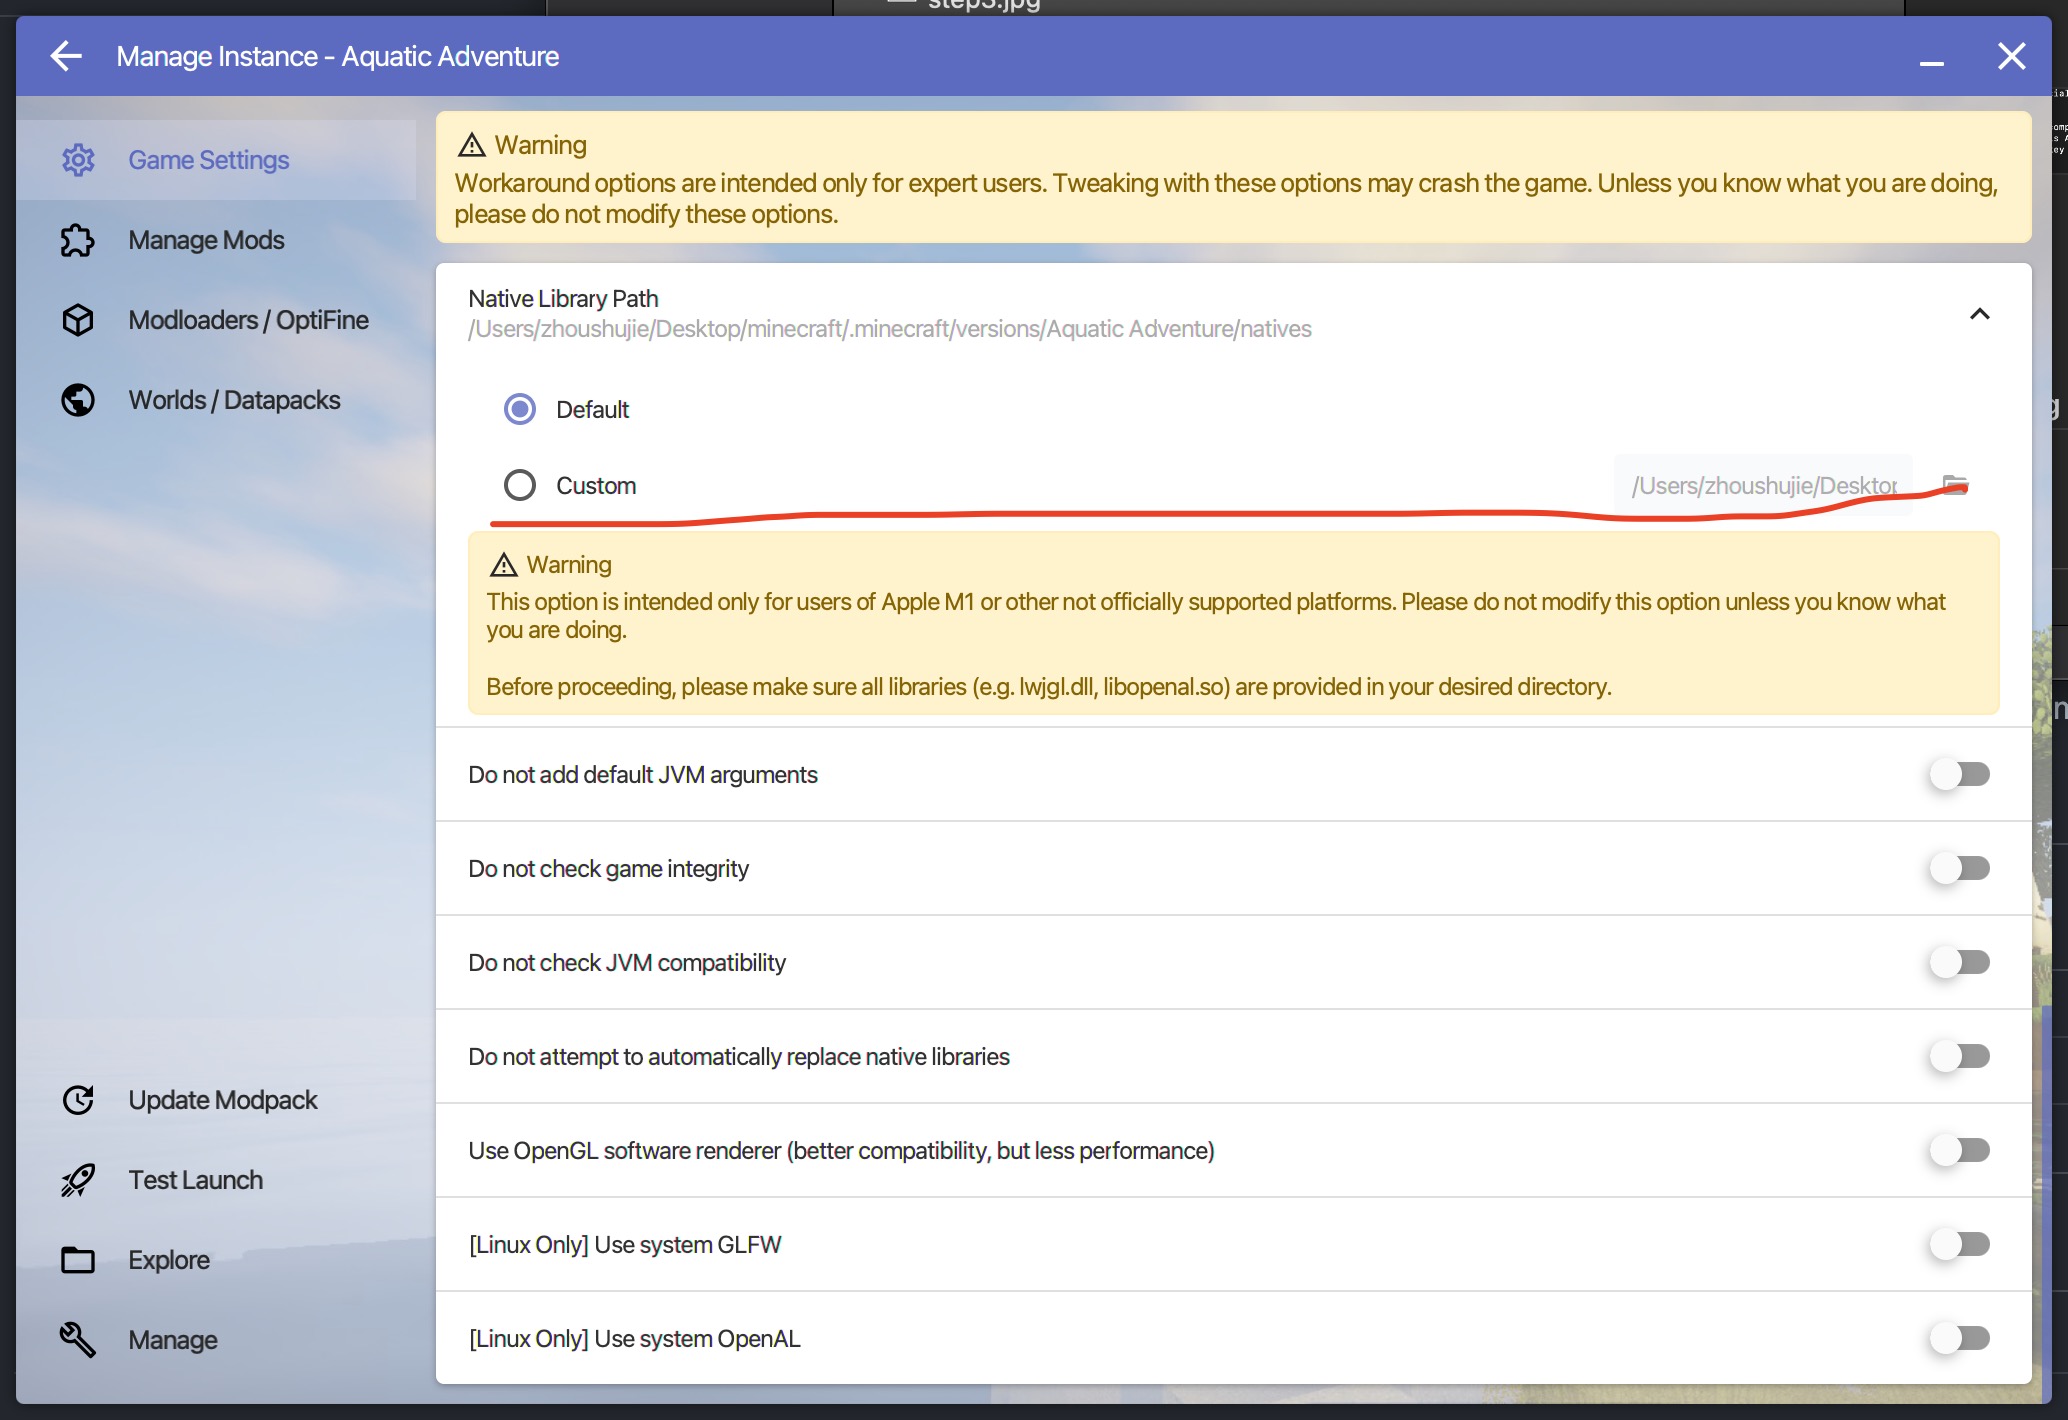 step3.jpg
Manage Instance - Aquatic Adventure
Game Settings
Manage Mods
Modloaders / OptiFine
Worlds / Datapacks
Update Modpack
Test Launch
Explore
Manage
Warning
Workaround options are intended only for expert users. Tweaking with these options may crash the game. Unless you know what you are doing,
please do not modify these options.
Native Library Path
/Users/zhoushujie/Desktop/minecraft/.minecraft/versions/Aquatic Adventure/natives
Default
Custom
/Users/zhoushujie/Desktop
Warning
This option is intended only for users of Apple M1 or other not officially supported platforms. Please do not modify this option unless you know what
you are doing.
Before proceeding, please make sure all libraries (e.g. lwjgl.dll, libopenal.so) are provided in your desired directory.
Do not add default JVM arguments
Do not check game integrity
Do not check JVM compatibility
Do not attempt to automatically replace native libraries
Use OpenGL software renderer (better compatibility, but less performance)
[Linux Only] Use system GLFW
[Linux Only] Use system OpenAL